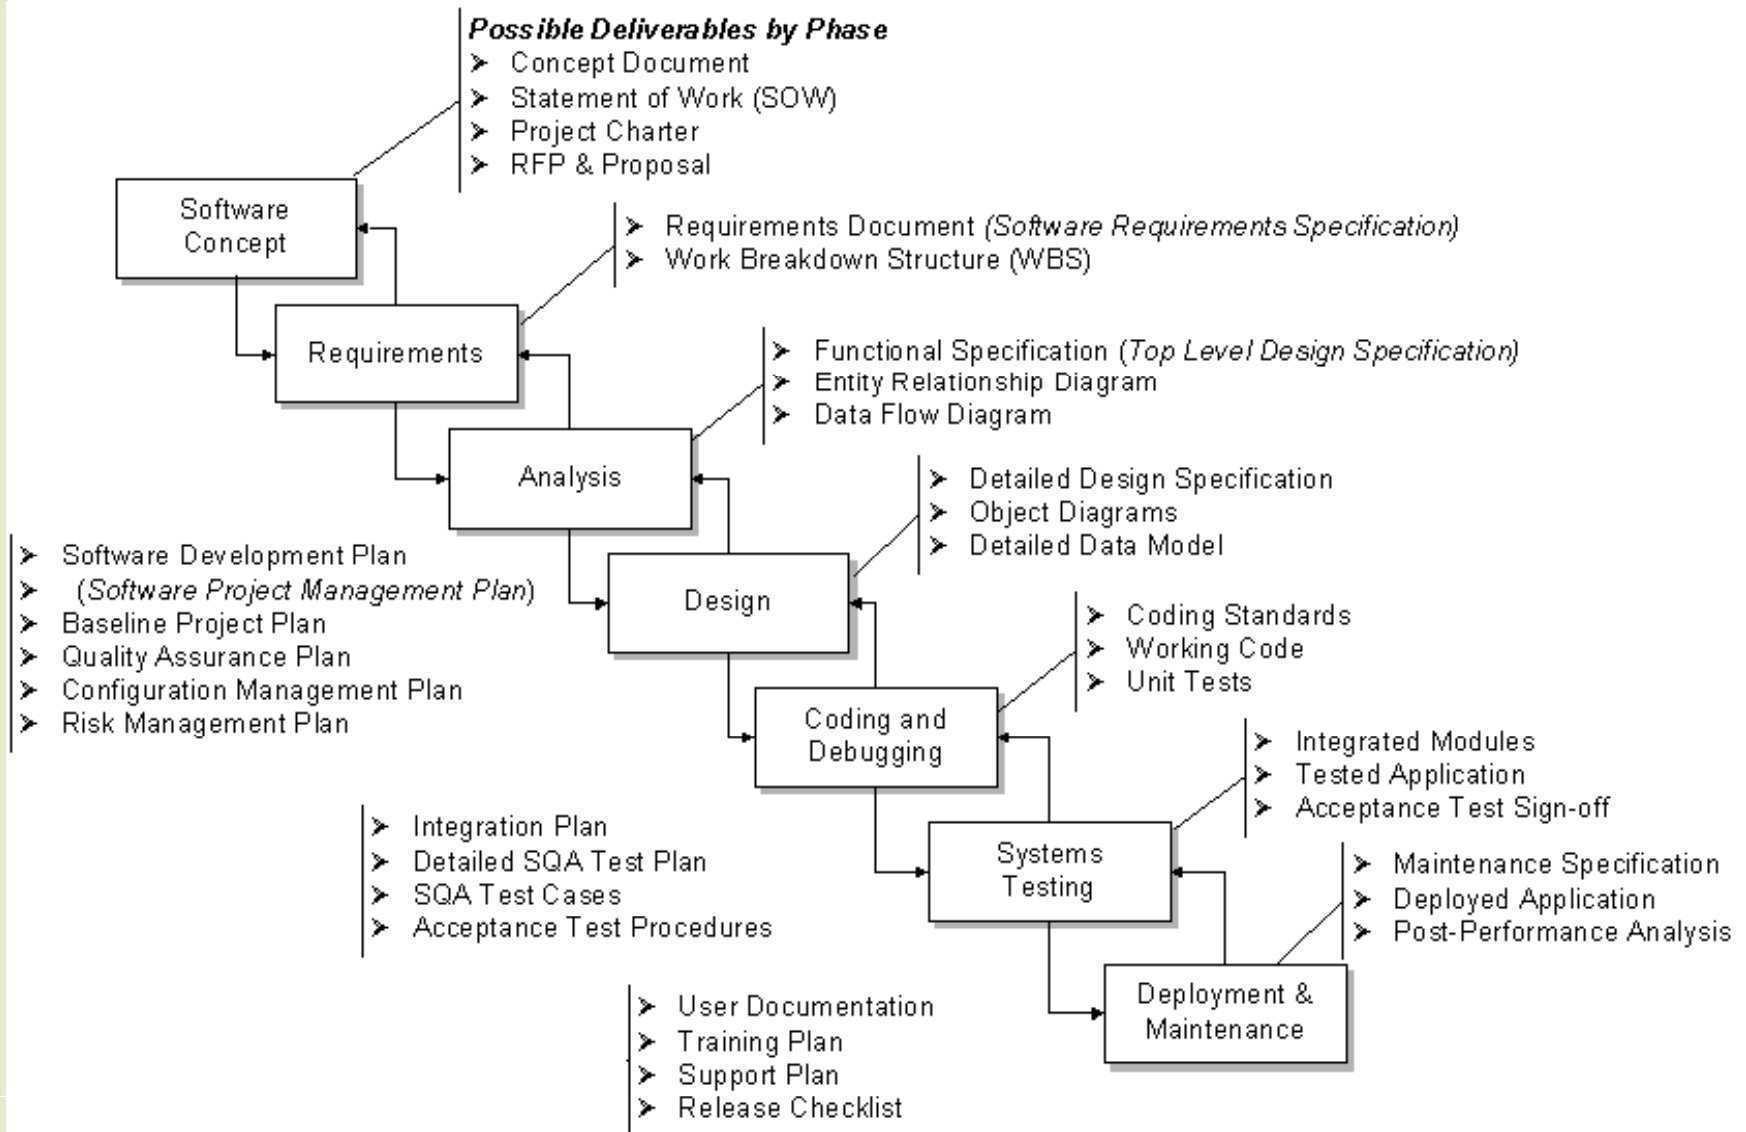 Possible Deliverables by Phase
➤ Concept Document
➤ Statement of Work (SOW)
➤ Project Charter
➤ RFP & Proposal
Software
Concept
➤ Requirements Document (Software Requirements Specification)
➤ Work Breakdown Structure (WBS)
Requirements
➤ Functional Specification (Top Level Design Specification)
➤ Entity Relationship Diagram
➤ Data Flow Diagram
Analysis
➤ Detailed Design Specification
➤ Object Diagrams
➤ Detailed Data Model
➤ Software Development Plan
➤ (Software Project Management Plan)
➤ Baseline Project Plan
➤ Quality Assurance Plan
➤ Configuration Management Plan
➤ Risk Management Plan
Design
➤ Coding Standards
➤ Working Code
➤ Unit Tests
Coding and
Debugging
➤ Integrated Modules
➤ Tested Application
➤ Acceptance Test Sign-off
➤ Integration Plan
➤ Detailed SQA Test Plan
➤ SQA Test Cases
➤ Acceptance Test Procedures
Systems
Testing
➤ Maintenance Specification
➤ Deployed Application
➤ Post-Performance Analysis
➤ User Documentation
➤ Training Plan
➤ Support Plan
➤ Release Checklist
Deployment &
Maintenance